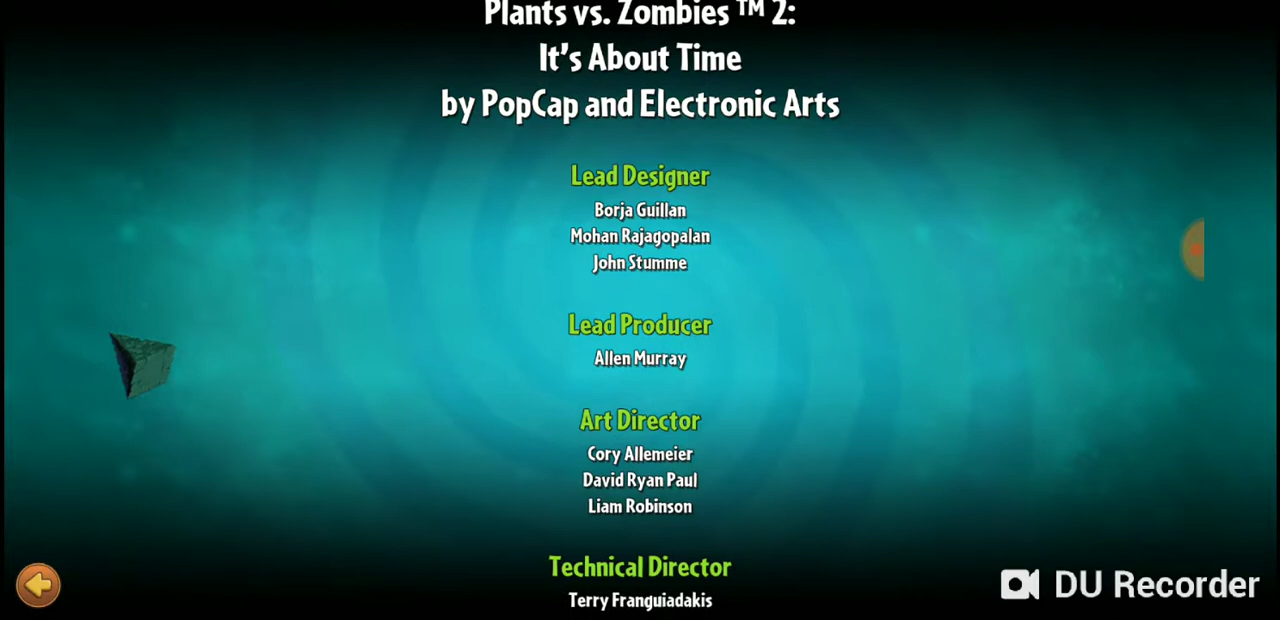 Plants vs. Zombies ™ 2:
It's About Time
by PopCap and Electronic Arts
Lead Designer
Borja Guillan
Mohan Rajagopalan
John Stumme
Lead Producer
Allen Murray
Art Director
Cory Allemeier
David Ryan Paul
Liam Robinson
Technical Director
Terry Franguiadakis
DU Recorder